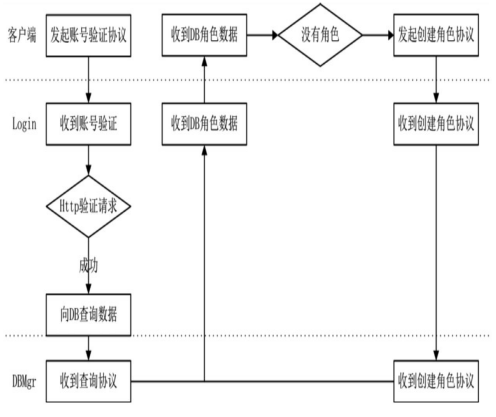 客户端
发起账号验证协议
收到DB角色数据
没有角色
发起创建角色协议
Login
收到账号验证
收到DB角色数据
收到创建角色协议
Http验证请求
成功
向DB查询数据
DBMgr
收到查询协议
收到创建角色协议